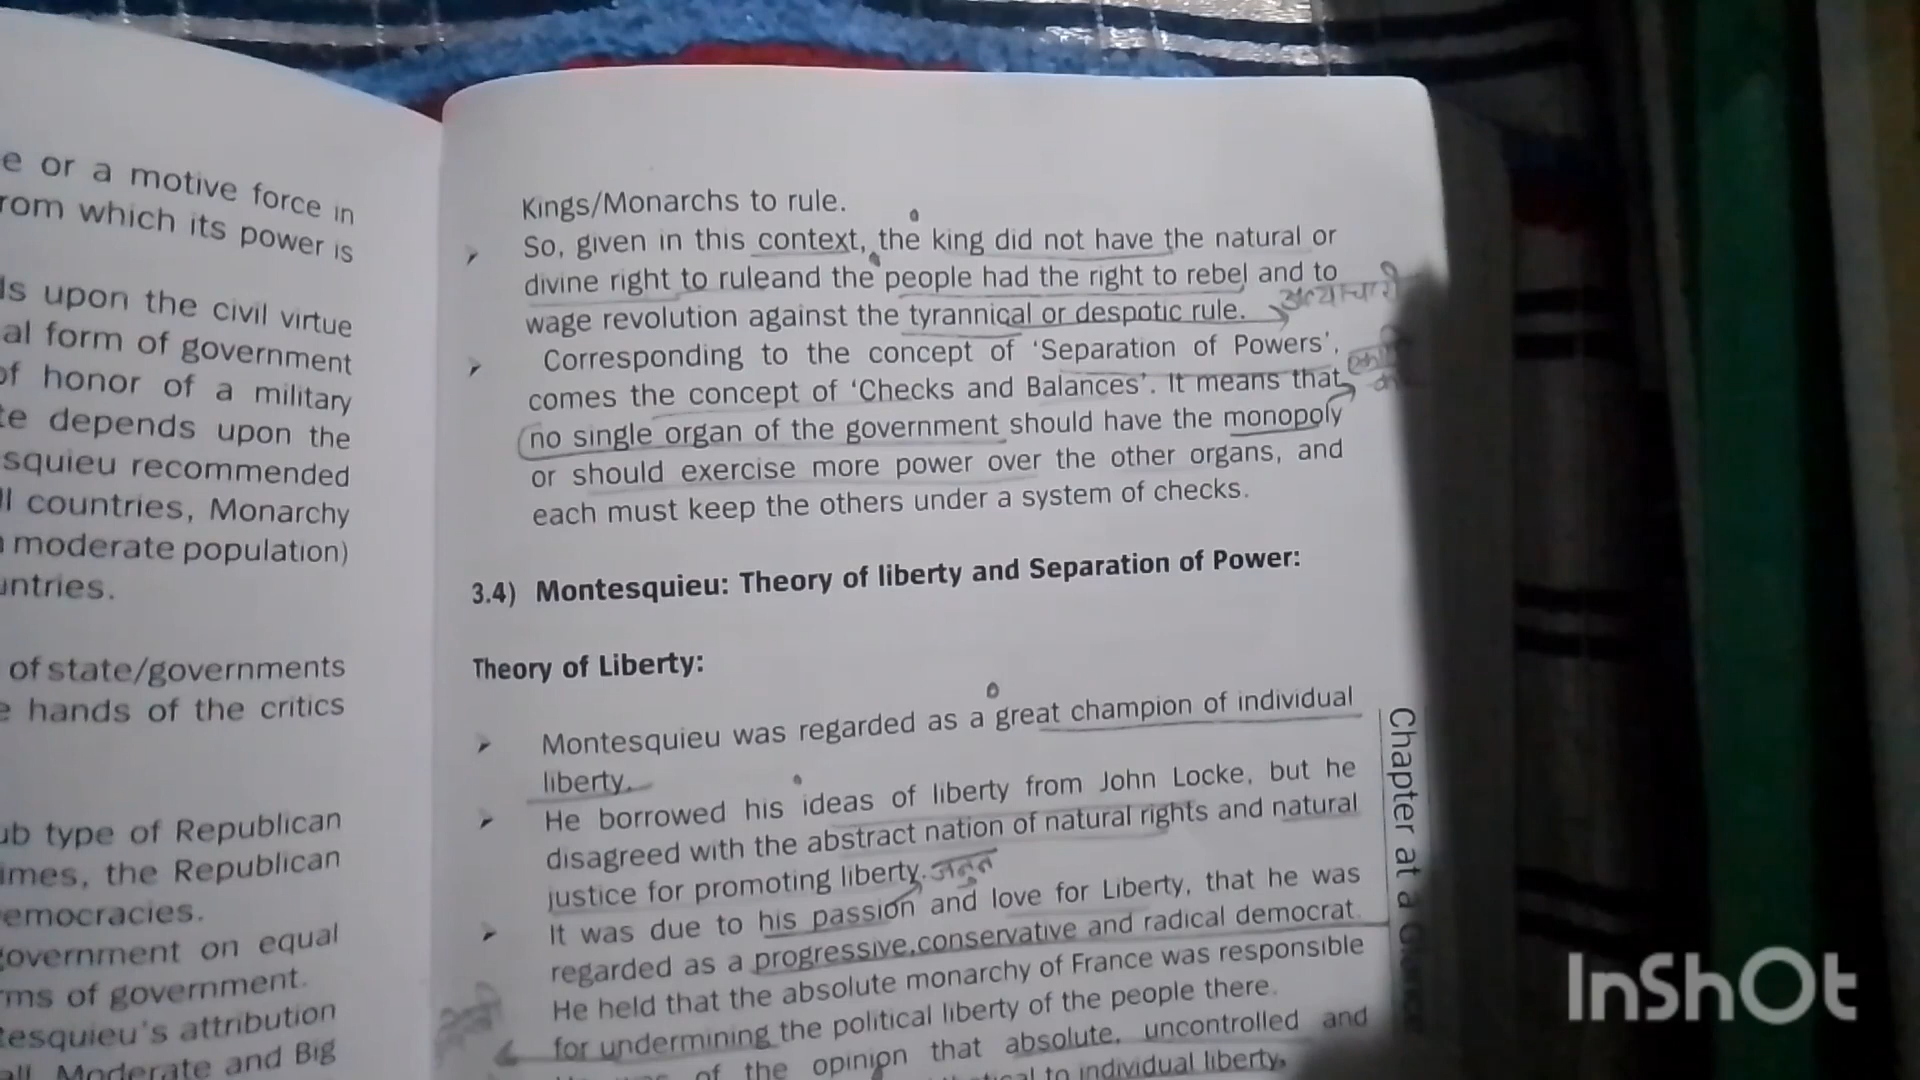 e or a motive force in
rom which its power is
ls upon the civil virtue
al form of government
of honor of a military
te depends upon the
squieu recommended
ll countries, Monarchy
moderate population)
untries.
of state/governments
e hands of the critics
ub type of Republican
imes, the Republican
emocracies.
overnment on equal
rms of government.
tesquieu's attribution
all, Moderate and Big
Kings/Monarchs to rule.
➤ So, given in this context, the king did not have the natural or
divine right to ruleand the people had the right to rebel and to
wage revolution against the tyrannical or despotic rule. अत्याचारी
➤ Corresponding to the concept of 'Separation of Powers',
comes the concept of 'Checks and Balances'. It means that
no single organ of the government should have the monopoly
or should exercise more power over the other organs, and
each must keep the others under a system of checks.
3.4) Montesquieu: Theory of liberty and Separation of Power:
Theory of Liberty:
➤ Montesquieu was regarded as a great champion of individual
liberty.
➤ He borrowed his ideas of liberty from John Locke, but he
disagreed with the abstract nation of natural rights and natural
justice for promoting liberty.
➤ It was due to his passion and love for Liberty, that he was
regarded as a progressive,conservative and radical democrat.
He held that the absolute monarchy of France was responsible
for undermining the political liberty of the people there.
of the opinion that absolute, uncontrolled and
to individual liberty,
Chapter at a
InShOt